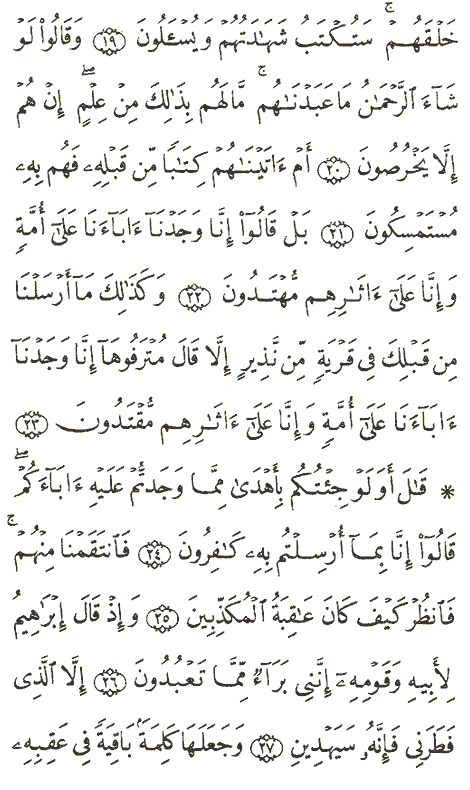 خَلْقَهُمْ ۚ سَتُكْتَبُ شَهَٰدَتُهُمْ وَيُسْـَٔلُونَ ۝١٩ وَقَالُوا۟ لَوْ
شَآءَ ٱلرَّحْمَٰنُ مَا عَبَدْنَٰهُم ۗ مَّا لَهُم بِذَٰلِكَ مِنْ عِلْمٍ ۖ إِنْ هُمْ
إِلَّا يَخْرُصُونَ ۝٢٠ أَمْ ءَاتَيْنَٰهُمْ كِتَٰبًا مِّن قَبْلِهِۦ فَهُم بِهِۦ
مُسْتَمْسِكُونَ ۝٢١ بَلْ قَالُوٓا۟ إِنَّا وَجَدْنَآ ءَابَآءَنَا عَلَىٰٓ أُمَّةٍ
وَإِنَّا عَلَىٰٓ ءَاثَٰرِهِم مُّهْتَدُونَ ۝٢٢ وَكَذَٰلِكَ مَآ أَرْسَلْنَا
مِن قَبْلِكَ فِى قَرْيَةٍ مِّن نَّذِيرٍ إِلَّا قَالَ مُتْرَفُوهَآ إِنَّا وَجَدْنَآ
ءَابَآءَنَا عَلَىٰٓ أُمَّةٍ وَإِنَّا عَلَىٰٓ ءَاثَٰرِهِم مُّقْتَدُونَ ۝٢٣
* قَٰلَ أَوَلَوْ جِئْتُكُم بِأَهْدَىٰ مِمَّا وَجَدتُّمْ عَلَيْهِ ءَابَآءَكُمْ ۖ
قَالُوٓا۟ إِنَّا بِمَآ أُرْسِلْتُم بِهِۦ كَٰفِرُونَ ۝٢٤ فَٱنتَقَمْنَا مِنْهُمْ ۖ
فَٱنظُرْ كَيْفَ كَانَ عَٰقِبَةُ ٱلْمُكَذِّبِينَ ۝٢٥ وَإِذْ قَالَ إِبْرَٰهِيمُ
لِأَبِيهِ وَقَوْمِهِۦٓ إِنَّنِى بَرَآءٌ مِّمَّا تَعْبُدُونَ ۝٢٦ إِلَّا ٱلَّذِى
فَطَرَنِى فَإِنَّهُۥ سَيَهْدِينِ ۝٢٧ وَجَعَلَهَا كَلِمَةًۢ بَاقِيَةً فِى عَقِبِهِۦ